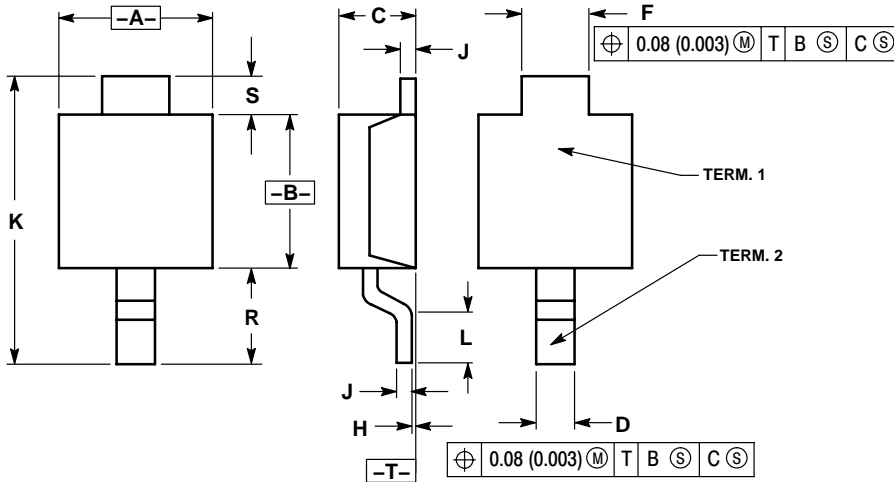 –A–
C
F
⌖ 0.08 (0.003) Ⓜ T B Ⓢ C Ⓢ
J
S
K
–B–
TERM. 1
TERM. 2
R
L
J
H
D
–T–
⌖ 0.08 (0.003) Ⓜ T B Ⓢ C Ⓢ